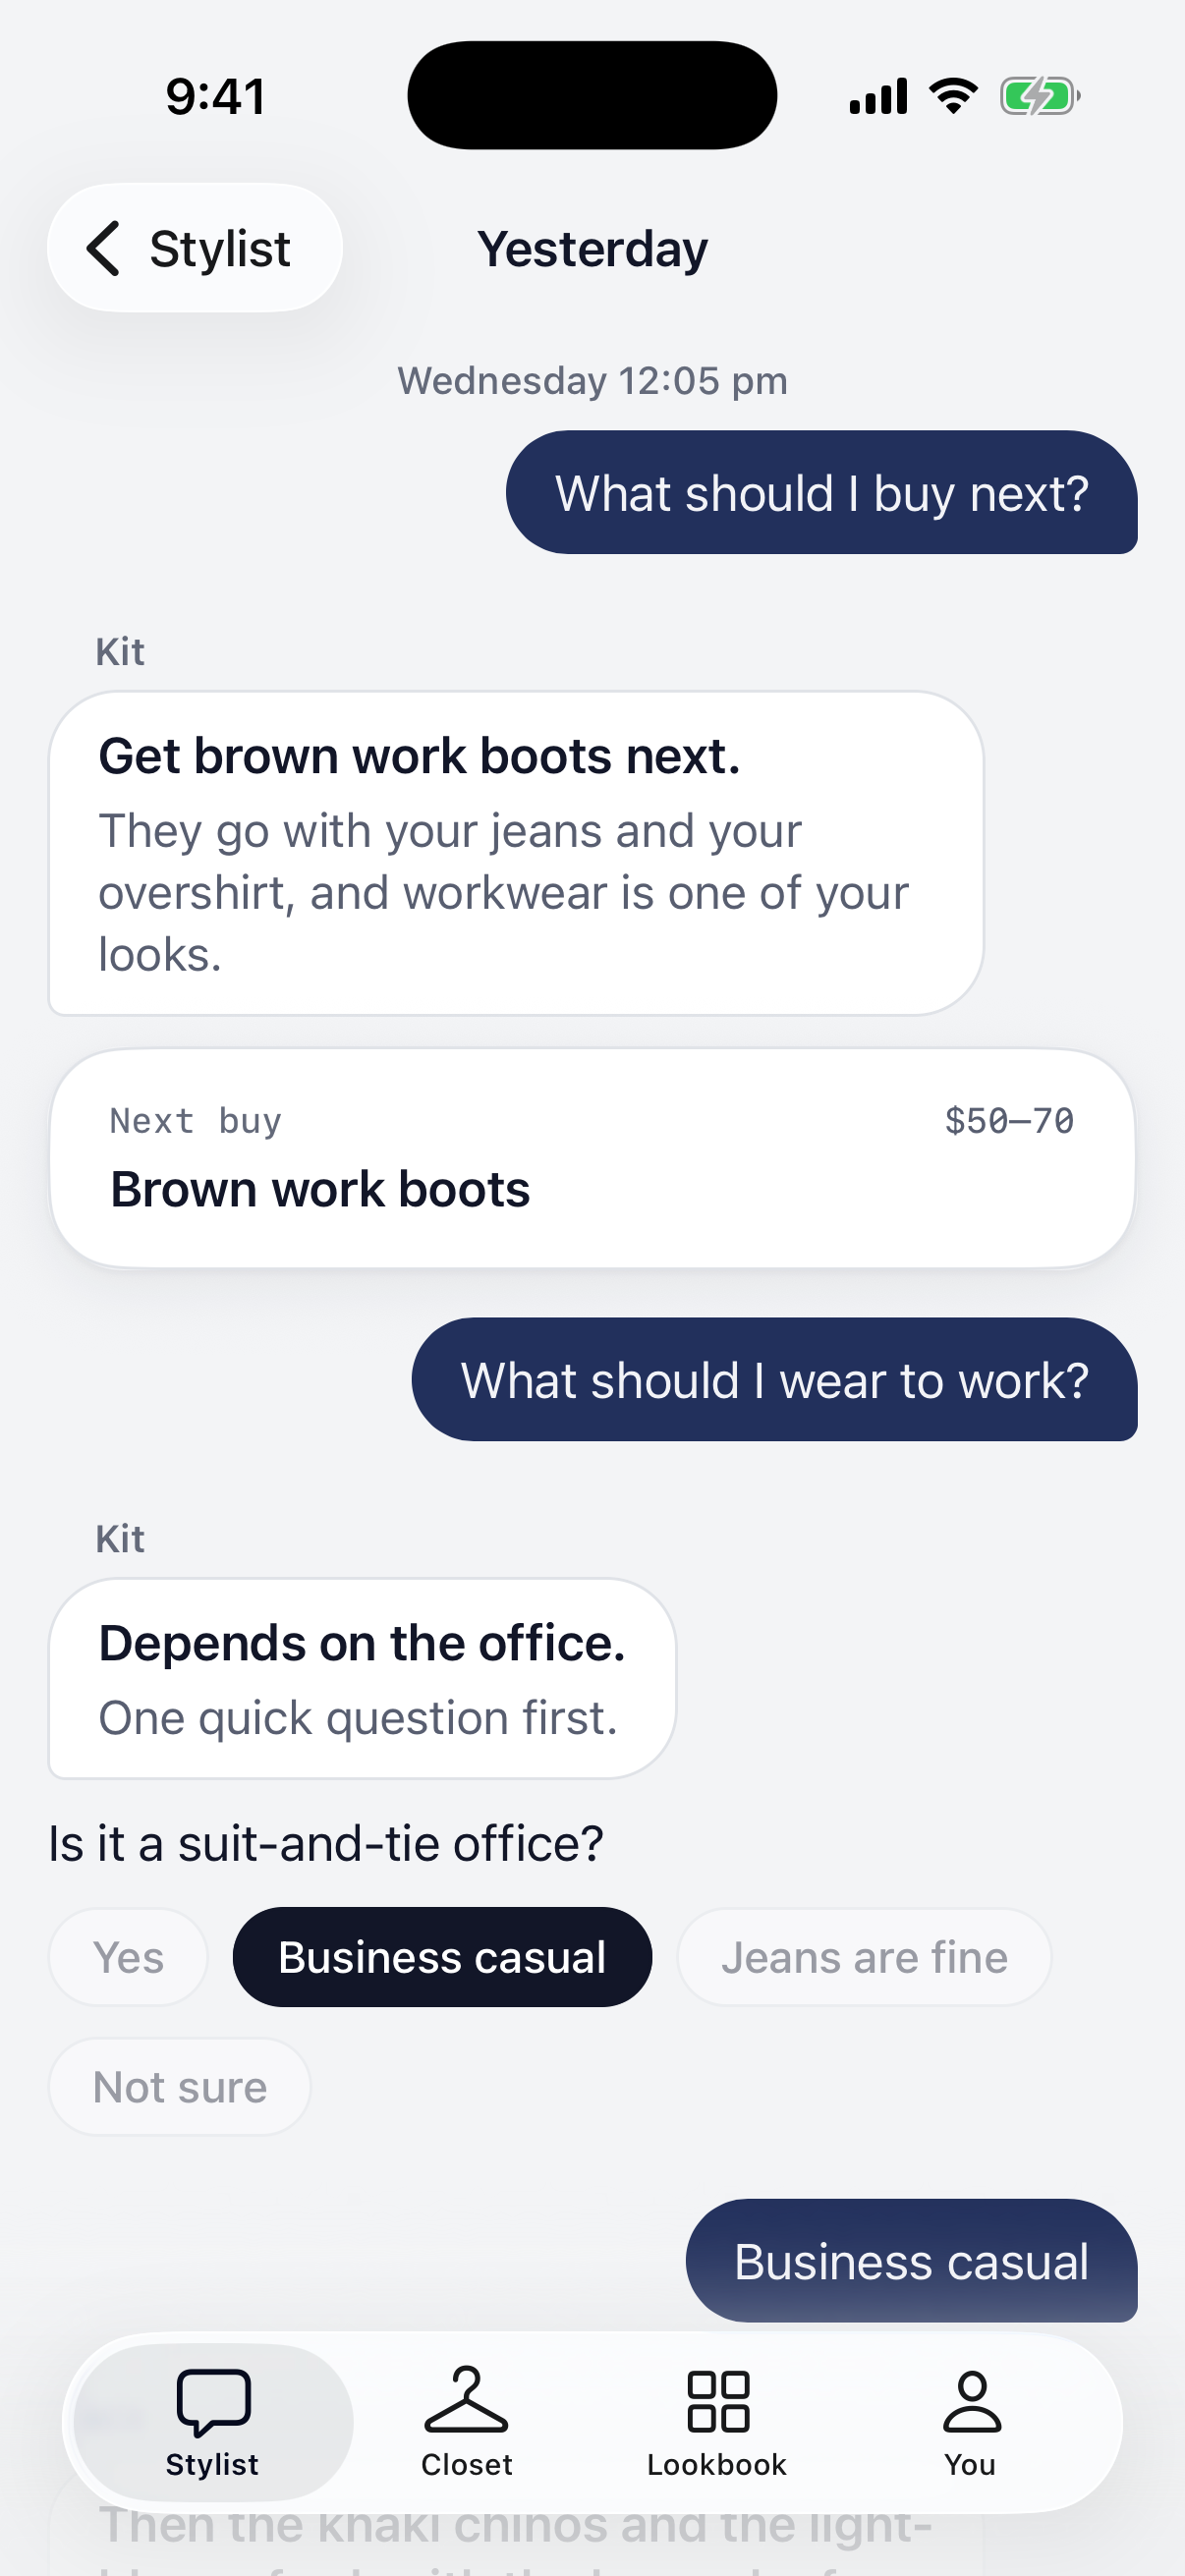 9:41
Stylist
Yesterday
Wednesday 12:05 pm
What should I buy next?
Kit
Get brown work boots next.
They go with your jeans and your
overshirt, and workwear is one of your
looks.
Next buy
$50–70
Brown work boots
What should I wear to work?
Kit
Depends on the office.
One quick question first.
Is it a suit-and-tie office?
Yes
Business casual
Jeans are fine
Not sure
Business casual
Stylist
Closet
Lookbook
You
Then the khaki chinos and the light-